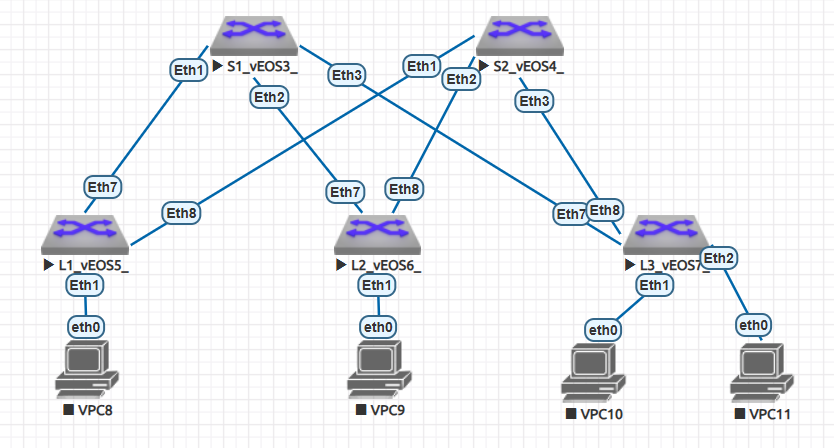 S1_vEOS3_
S2_vEOS4_
Eth1
Eth3
Eth1
Eth2
Eth2
Eth3
Eth7
Eth7
Eth8
Eth8
Eth7
Eth8
L1_vEOS5_
L2_vEOS6_
L3_vEOS7_
Eth2
Eth1
Eth1
Eth1
eth0
eth0
eth0
eth0
VPC8
VPC9
VPC10
VPC11